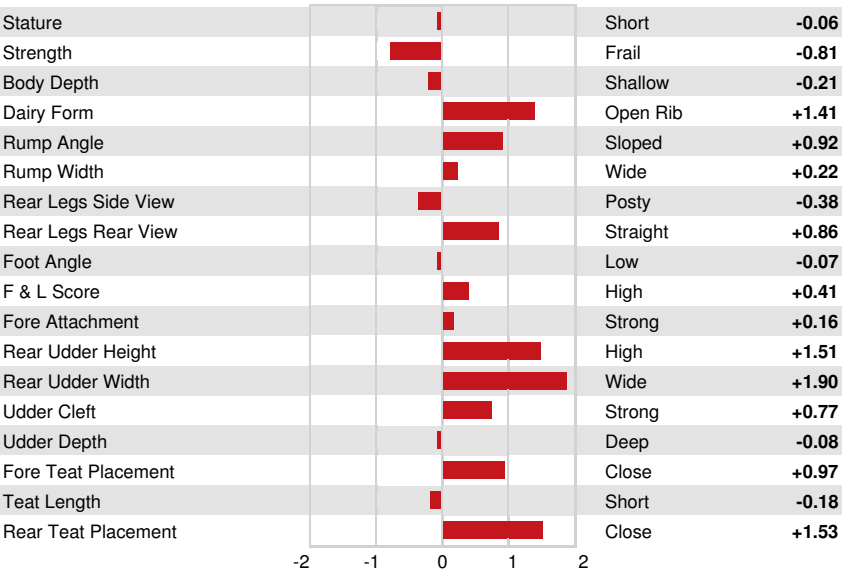 Stature Short -0.06
Strength Frail -0.81
Body Depth Shallow -0.21
Dairy Form Open Rib +1.41
Rump Angle Sloped +0.92
Rump Width Wide +0.22
Rear Legs Side View Posty -0.38
Rear Legs Rear View Straight +0.86
Foot Angle Low -0.07
F & L Score High +0.41
Fore Attachment Strong +0.16
Rear Udder Height High +1.51
Rear Udder Width Wide +1.90
Udder Cleft Strong +0.77
Udder Depth Deep -0.08
Fore Teat Placement Close +0.97
Teat Length Short -0.18
Rear Teat Placement Close +1.53
-2 -1 0 1 2